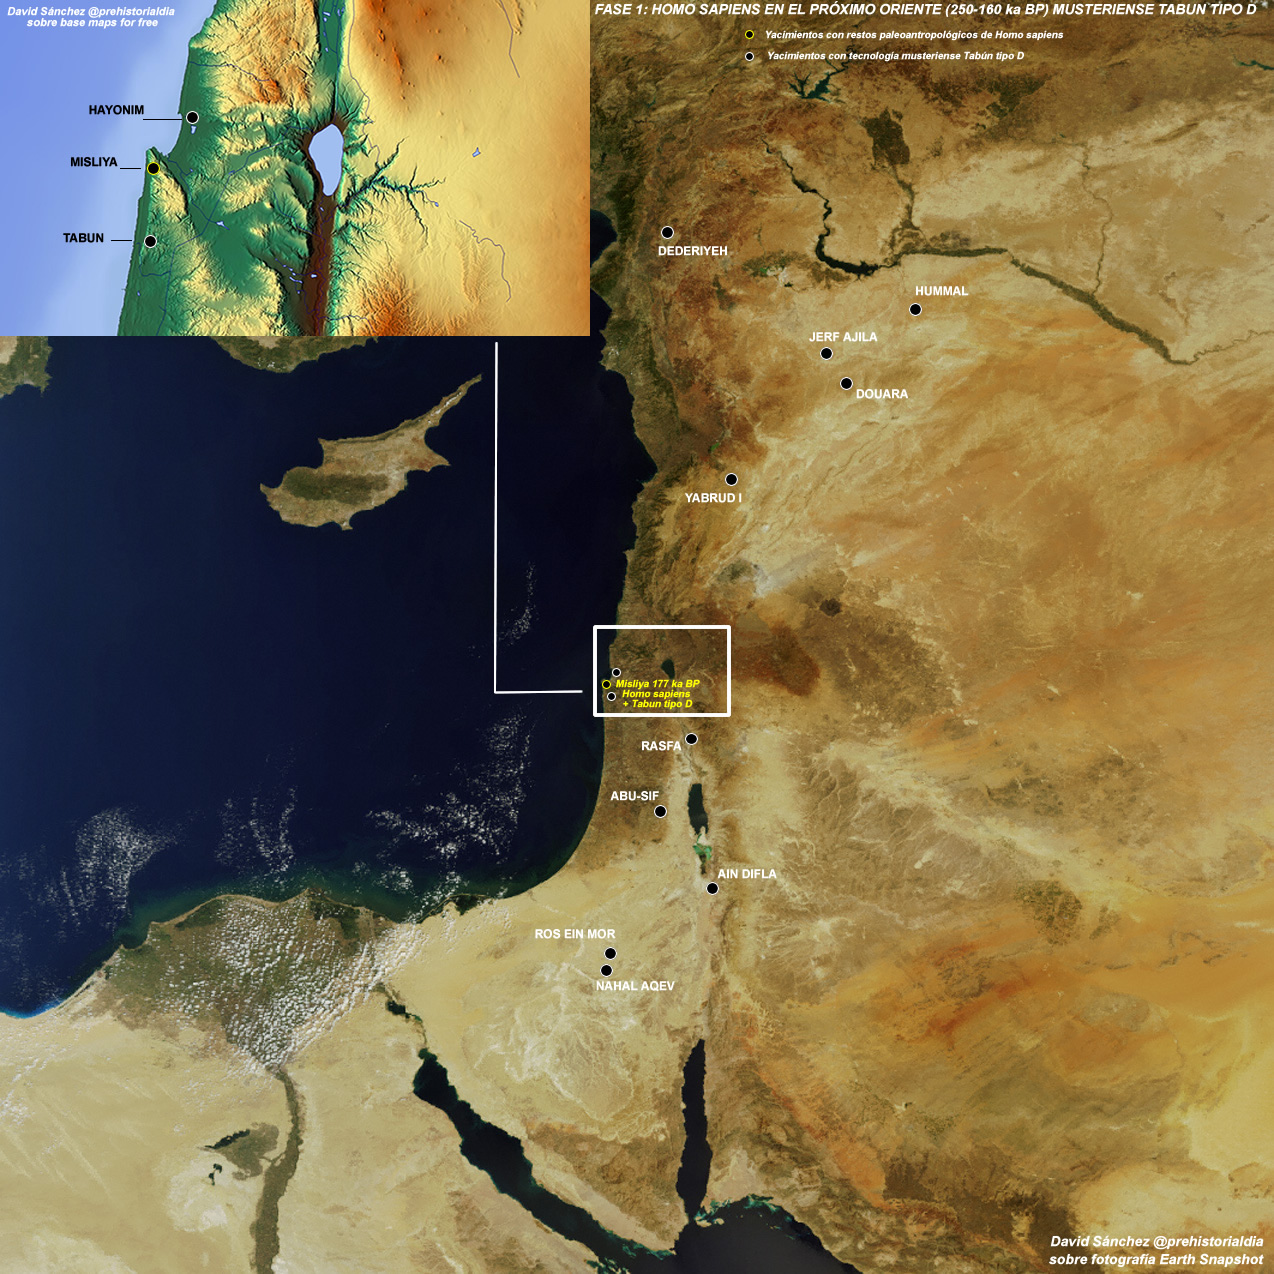 David Sánchez @prehistorialdia
sobre base maps for free
FASE 1: HOMO SAPIENS EN EL PRÓXIMO ORIENTE (250-160 ka BP) MUSTERIENSE TABUN TIPO D
Yacimientos con restos paleoantropológicos de Homo sapiens
Yacimientos con tecnología musteriense Tabún tipo D
HAYONIM
MISLIYA
TABUN
DEDERIYEH
HUMMAL
JERF AJILA
DOUARA
YABRUD I
Misliya 177 ka BP
Homo sapiens
+ Tabun tipo D
RASFA
ABU-SIF
AIN DIFLA
ROS EIN MOR
NAHAL AQEV
David Sánchez @prehistorialdia
sobre fotografía Earth Snapshot